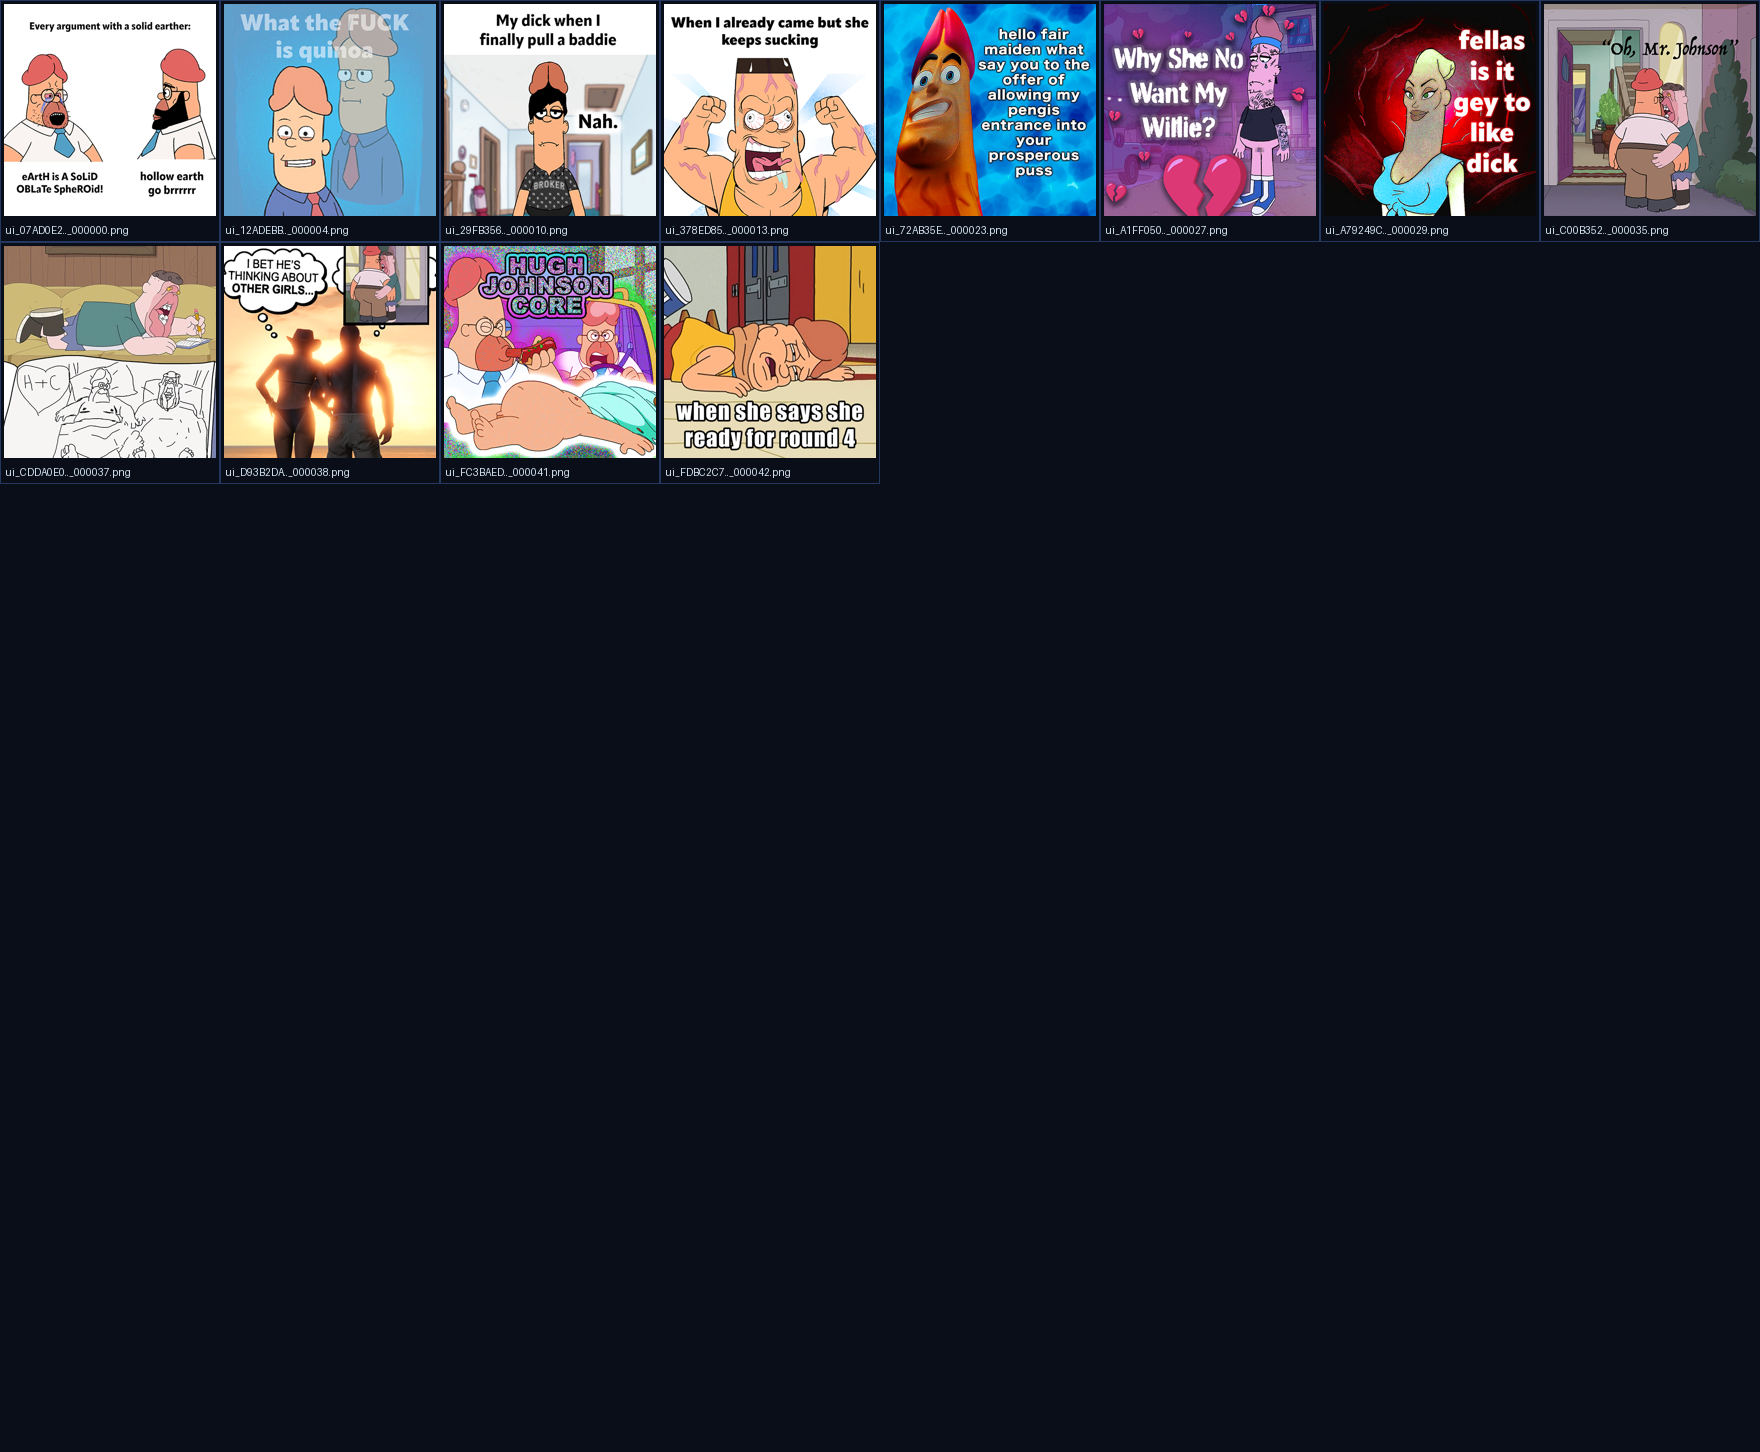 Every argument with a solid earther:
eArtH is A SoLiD
OBLaTe SpheROid!
hollow earth
go brrrrrr
ui_07AD0E2.._000000.png
What the FUCK
is quinoa
ui_12ADEBB.._000004.png
My dick when I
finally pull a baddie
Nah.
BROKER
ui_29FB356.._000010.png
When I already came but she
keeps sucking
ui_378ED85.._000013.png
hello fair
maiden what
say you to the
offer of
allowing my
pengis
entrance into
your
prosperous
puss
ui_72AB35E.._000023.png
Why She No
Want My
Willie?
ui_A1FF050.._000027.png
fellas
is it
gey to
like
dick
ui_A79249C.._000029.png
"Oh, Mr. Johnson"
ui_C00B352.._000035.png
H+C
ui_CDDA0E0.._000037.png
I BET HE'S
THINKING ABOUT
OTHER GIRLS...
ui_D93B2DA.._000038.png
HUGH
JOHNSON
CORE
ui_FC3BAED.._000041.png
when she says she
ready for round 4
ui_FDBC2C7.._000042.png